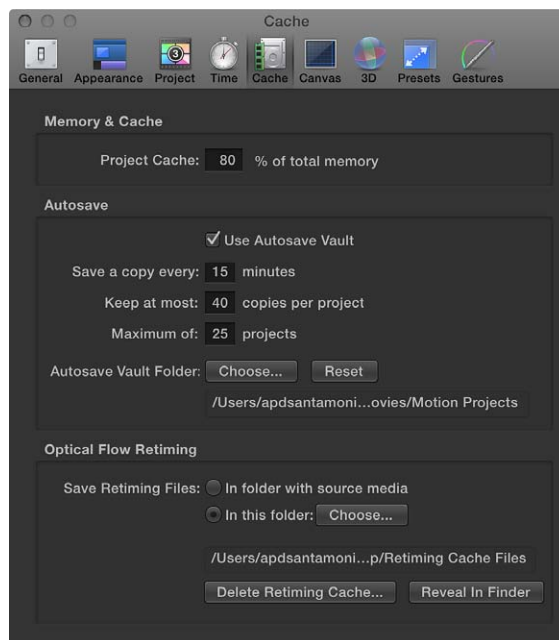 Cache
General Appearance Project Time Cache Canvas 3D Presets Gestures
Memory & Cache
Project Cache: 80 % of total memory
Autosave
Use Autosave Vault
Save a copy every: 15 minutes
Keep at most: 40 copies per project
Maximum of: 25 projects
Autosave Vault Folder: Choose... Reset
/Users/apdsantamoni...ovies/Motion Projects
Optical Flow Retiming
Save Retiming Files: In folder with source media
In this folder: Choose...
/Users/apdsantamoni...p/Retiming Cache Files
Delete Retiming Cache... Reveal In Finder